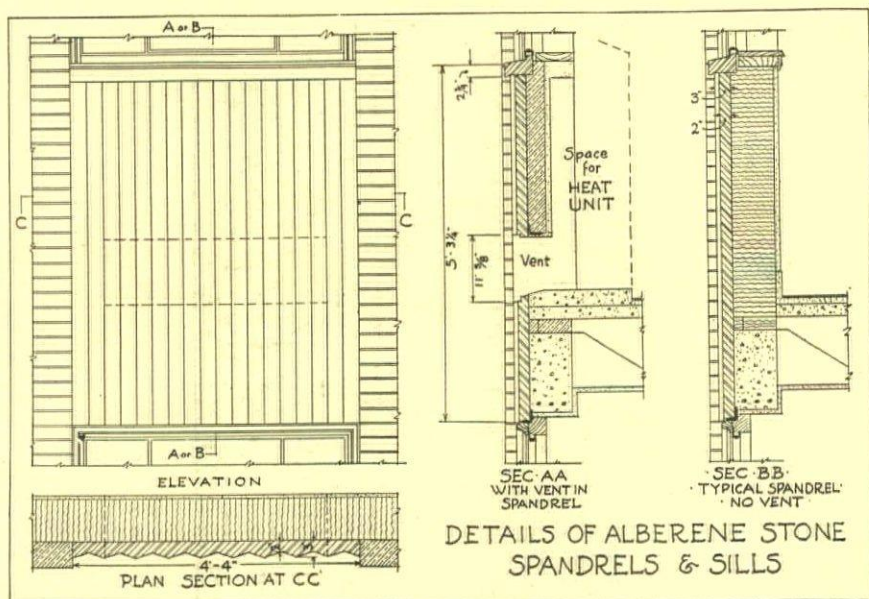 A or B
C
C
A or B
ELEVATION
4'-4"
PLAN SECTION AT CC
2¾"
5'-3¼"
11⅝"
Space
for
HEAT
UNIT
Vent
SEC·AA
WITH VENT IN
SPANDREL
3"
2"
SEC·BB·
·TYPICAL SPANDREL·
·NO VENT·
DETAILS OF ALBERENE STONE
SPANDRELS & SILLS